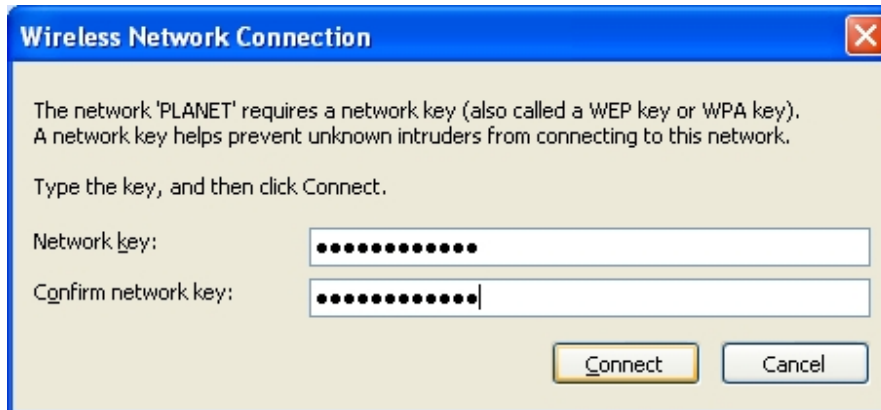 Wireless Network Connection
The network 'PLANET' requires a network key (also called a WEP key or WPA key).
A network key helps prevent unknown intruders from connecting to this network.
Type the key, and then click Connect.
Network key: ●●●●●●●●●●●●
Confirm network key: ●●●●●●●●●●●●
Connect Cancel